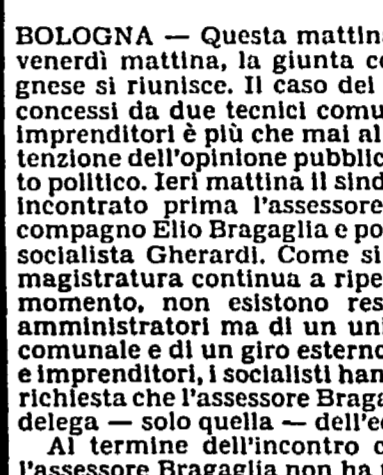 BOLOGNA — Questa mattin
venerdì mattina, la giunta c
gnese si riunisce. Il caso dei
concessi da due tecnici comu
imprenditori è più che mai al
tenzione dell'opinione pubblic
to politico. Ieri mattina il sind
incontrato prima l'assessore
compagno Elio Bragaglia e po
socialista Gherardi. Come si
magistratura continua a ripe
momento, non esistono res
amministratori ma di un un
comunale e di un giro esterno
e imprenditori, i socialisti han
richiesta che l'assessore Braga
delega — solo quella — dell'e
Al termine dell'incontro c
l'assessore Bragaglia non ha